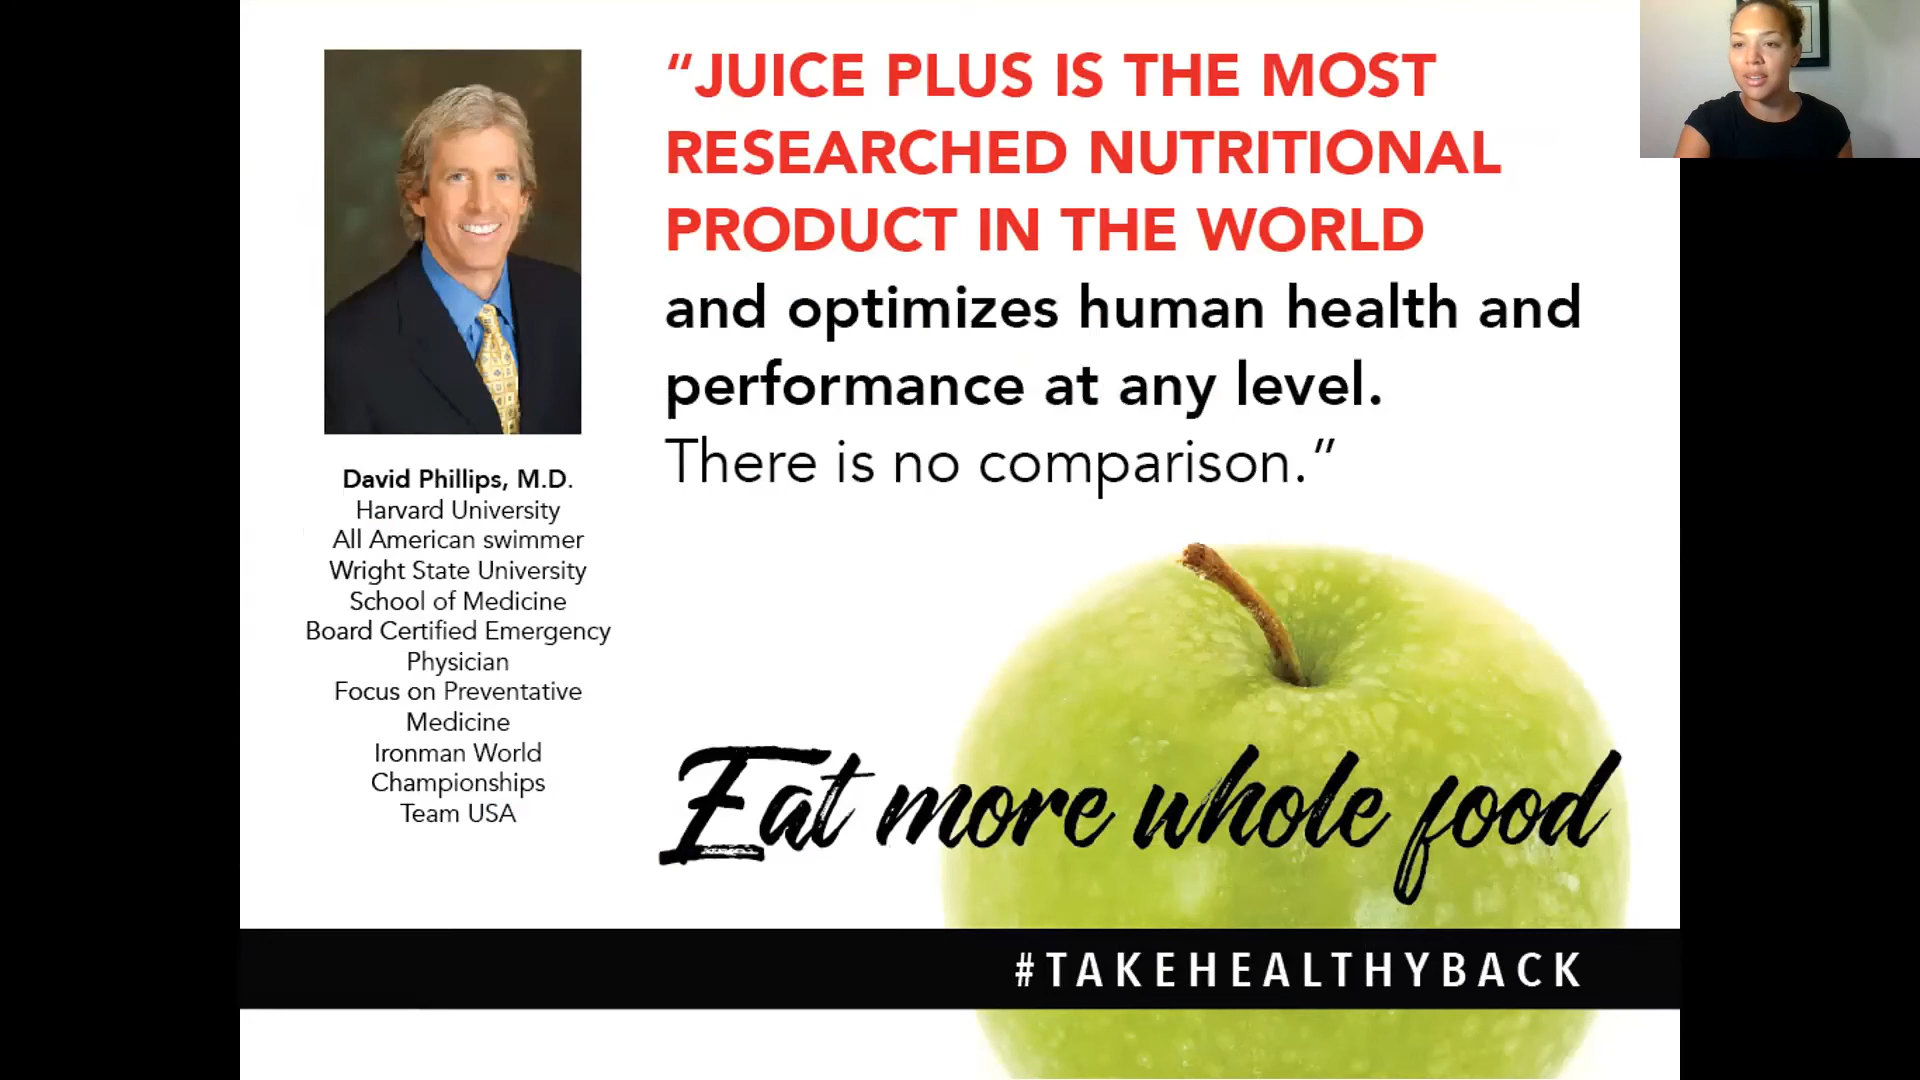 “JUICE PLUS IS THE MOST
RESEARCHED NUTRITIONAL
PRODUCT IN THE WORLD
and optimizes human health and
performance at any level.
There is no comparison.”
David Phillips, M.D.
Harvard University
All American swimmer
Wright State University
School of Medicine
Board Certified Emergency
Physician
Focus on Preventative
Medicine
Ironman World
Championships
Team USA
Eat more whole food
#TAKEHEALTHYBACK